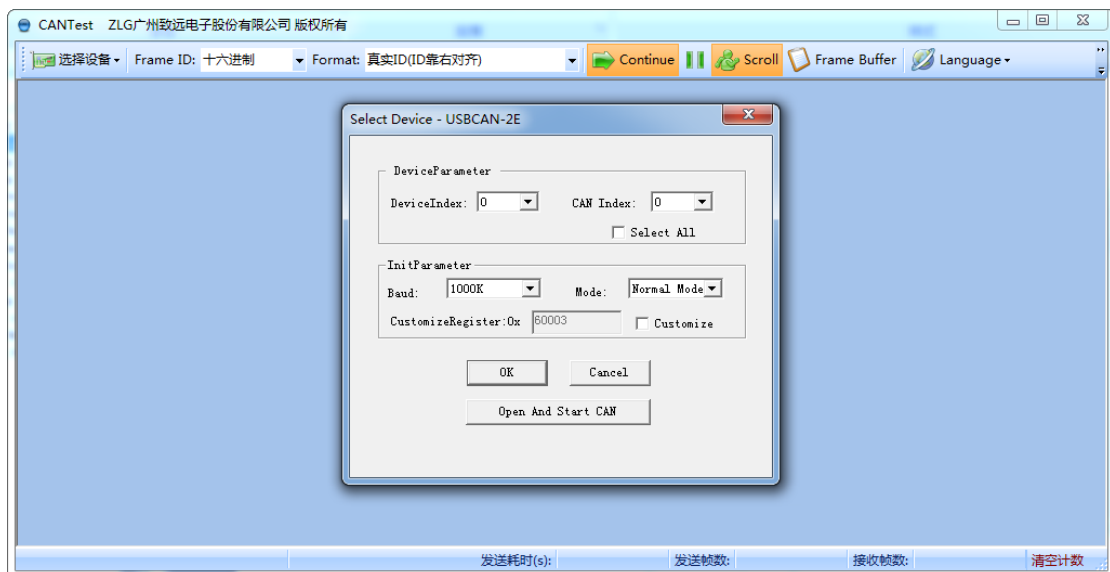 CANTest ZLG广州致远电子股份有限公司 版权所有
选择设备 Frame ID: 十六进制 Format: 真实ID(ID靠右对齐) Continue Scroll Frame Buffer Language
Select Device - USBCAN-2E
DeviceParameter
DeviceIndex: 0 CAN Index: 0
Select All
InitParameter
Baud: 1000K Mode: Normal Mode
CustomizeRegister:0x 60003 Customize
OK Cancel
Open And Start CAN
发送耗时(s): 发送帧数: 接收帧数: 清空计数